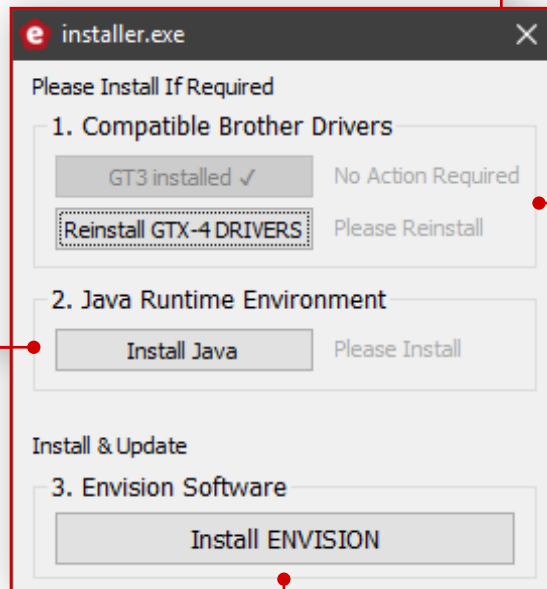 e installer.exe
Please Install If Required
1. Compatible Brother Drivers
GT3 installed ✓ No Action Required
Reinstall GTX-4 DRIVERS Please Reinstall
2. Java Runtime Environment
Install Java Please Install
Install & Update
3. Envision Software
Install ENVISION